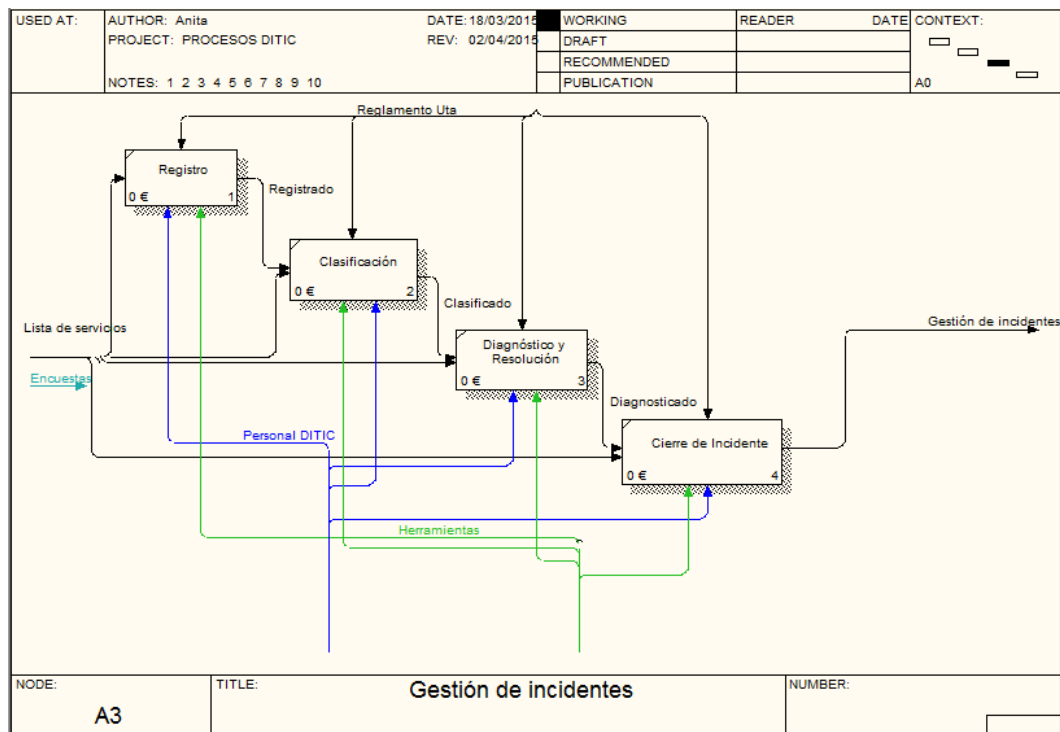 USED AT:
AUTHOR: Anita
DATE: 18/03/2015
WORKING
READER
DATE
CONTEXT:
PROJECT: PROCESOS DITIC
REV: 02/04/2015
DRAFT
RECOMMENDED
NOTES: 1 2 3 4 5 6 7 8 9 10
PUBLICATION
A0
Reglamento Uta
Registro
0 €
1
Registrado
Clasificación
0 €
2
Clasificado
Lista de servicios
Gestión de incidentes
Diagnóstico y
Resolución
0 €
3
Encuestas
Diagnosticado
Personal DITIC
Cierre de Incidente
0 €
4
Herramientas
NODE:
TITLE:
Gestión de incidentes
NUMBER:
A3